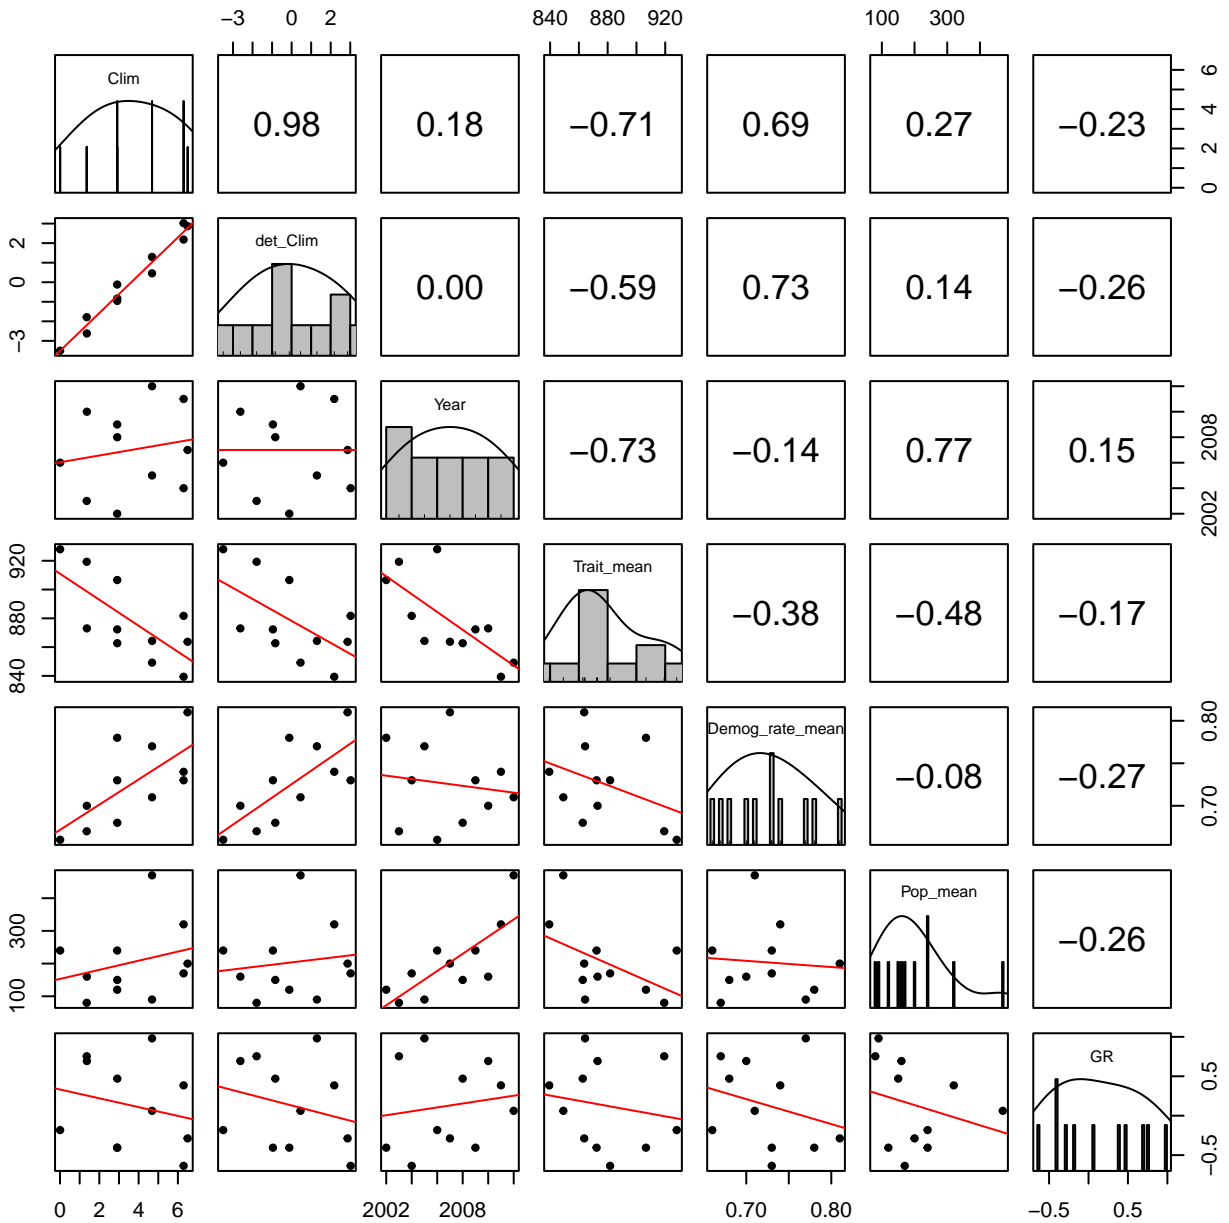 −3 0 2 840 880 920 100 300
Clim 0.98 0.18 −0.71 0.69 0.27 −0.23 0 2 4 6
−3 0 2 det_Clim 0.00 −0.59 0.73 0.14 −0.26
Year −0.73 −0.14 0.77 0.15 2002 2008
840 880 920 Trait_mean −0.38 −0.48 −0.17
Demog_rate_mean −0.08 −0.27 0.70 0.80
100 300 Pop_mean −0.26
GR −0.5 0.5
0 2 4 6 2002 2008 0.70 0.80 −0.5 0.5